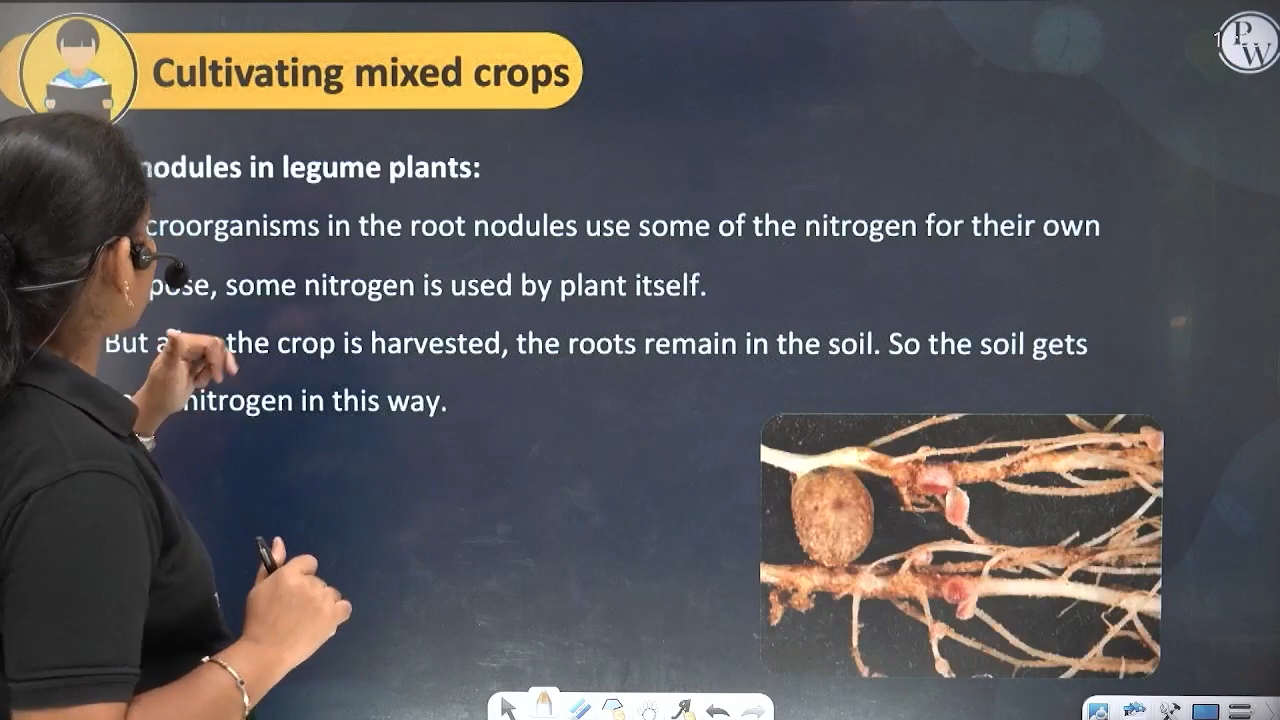 Cultivating mixed crops
PW
nodules in legume plants:
croorganisms in the root nodules use some of the nitrogen for their own
pose, some nitrogen is used by plant itself.
But the crop is harvested, the roots remain in the soil. So the soil gets
nitrogen in this way.